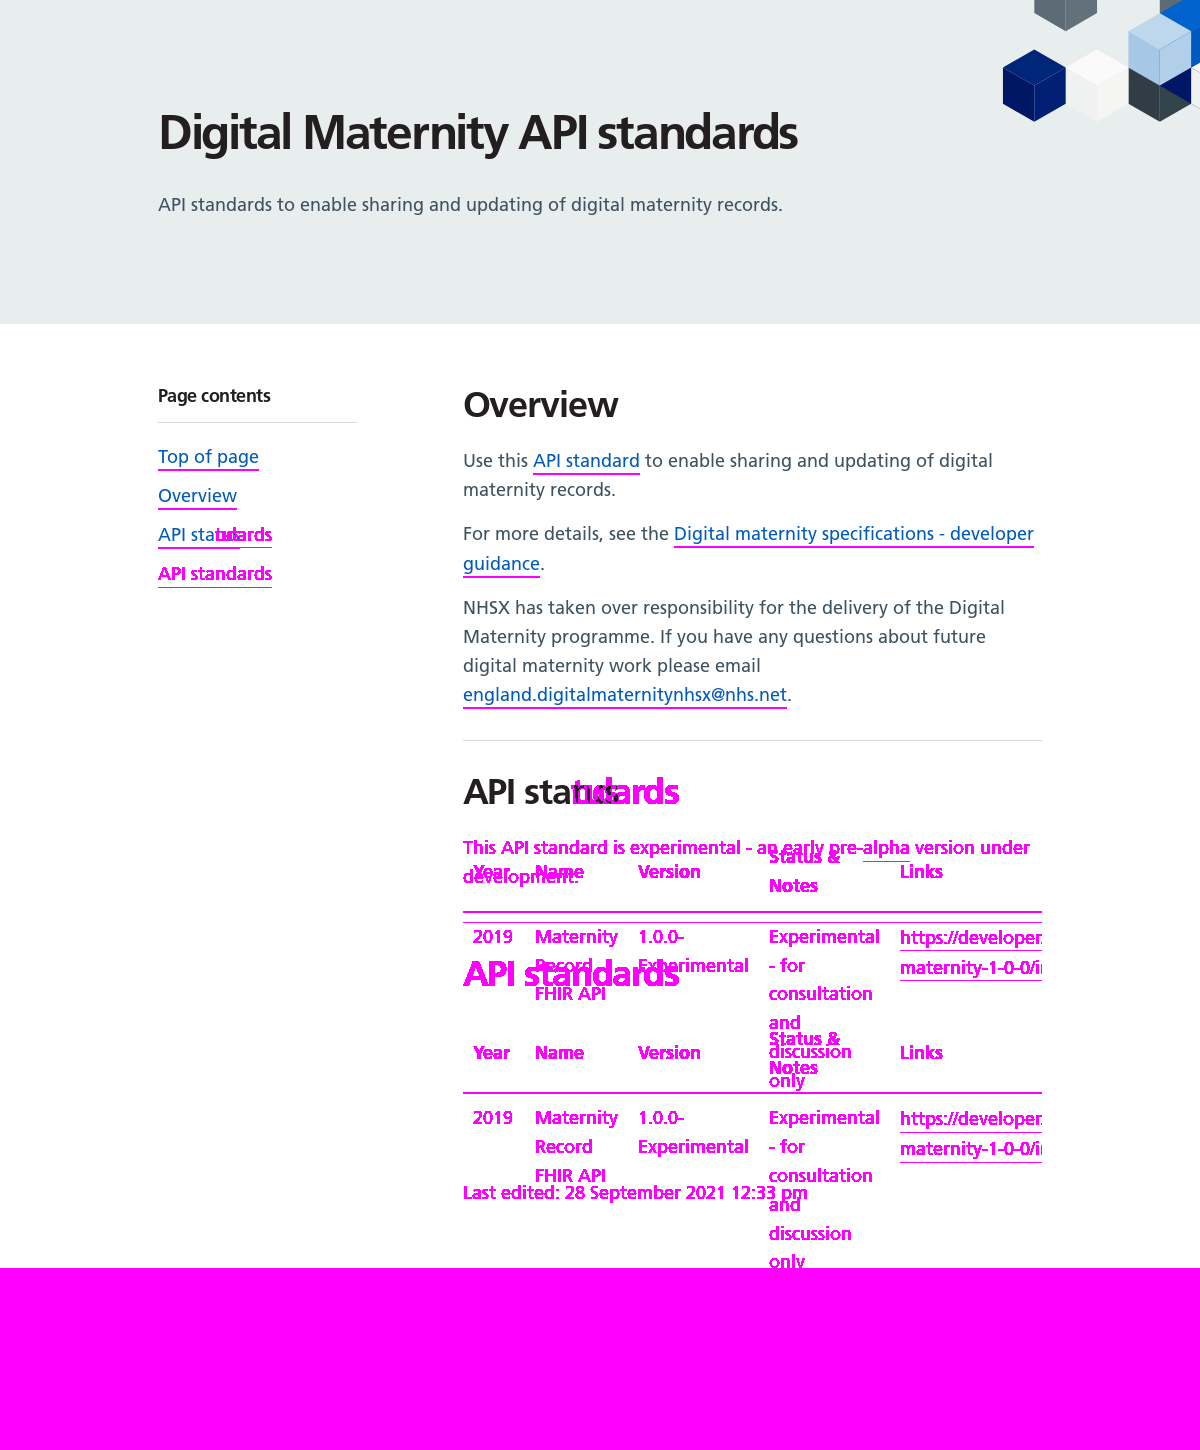 Digital Maternity API standards
API standards to enable sharing and updating of digital maternity records.
Page contents
Top of page
Overview
API status
API standards
Overview
Use this API standard to enable sharing and updating of digital
maternity records.
For more details, see the Digital maternity specifications - developer
guidance.
NHSX has taken over responsibility for the delivery of the Digital
Maternity programme. If you have any questions about future
digital maternity work please email
england.digitalmaternitynhsx@nhs.net.
API status
This API standard is experimental - an early pre-alpha version under
development.
Year Name Version Status & Notes Links
2019 Maternity 1.0.0- Experimental https://developer.
Record Experimental - for maternity-1-0-0/i
FHIR API consultation
and
discussion
only
API standards
Year Name Version Status & Notes Links
2019 Maternity 1.0.0- Experimental https://developer.
Record Experimental - for maternity-1-0-0/i
FHIR API consultation
and
discussion
only
Last edited: 28 September 2021 12:33 pm